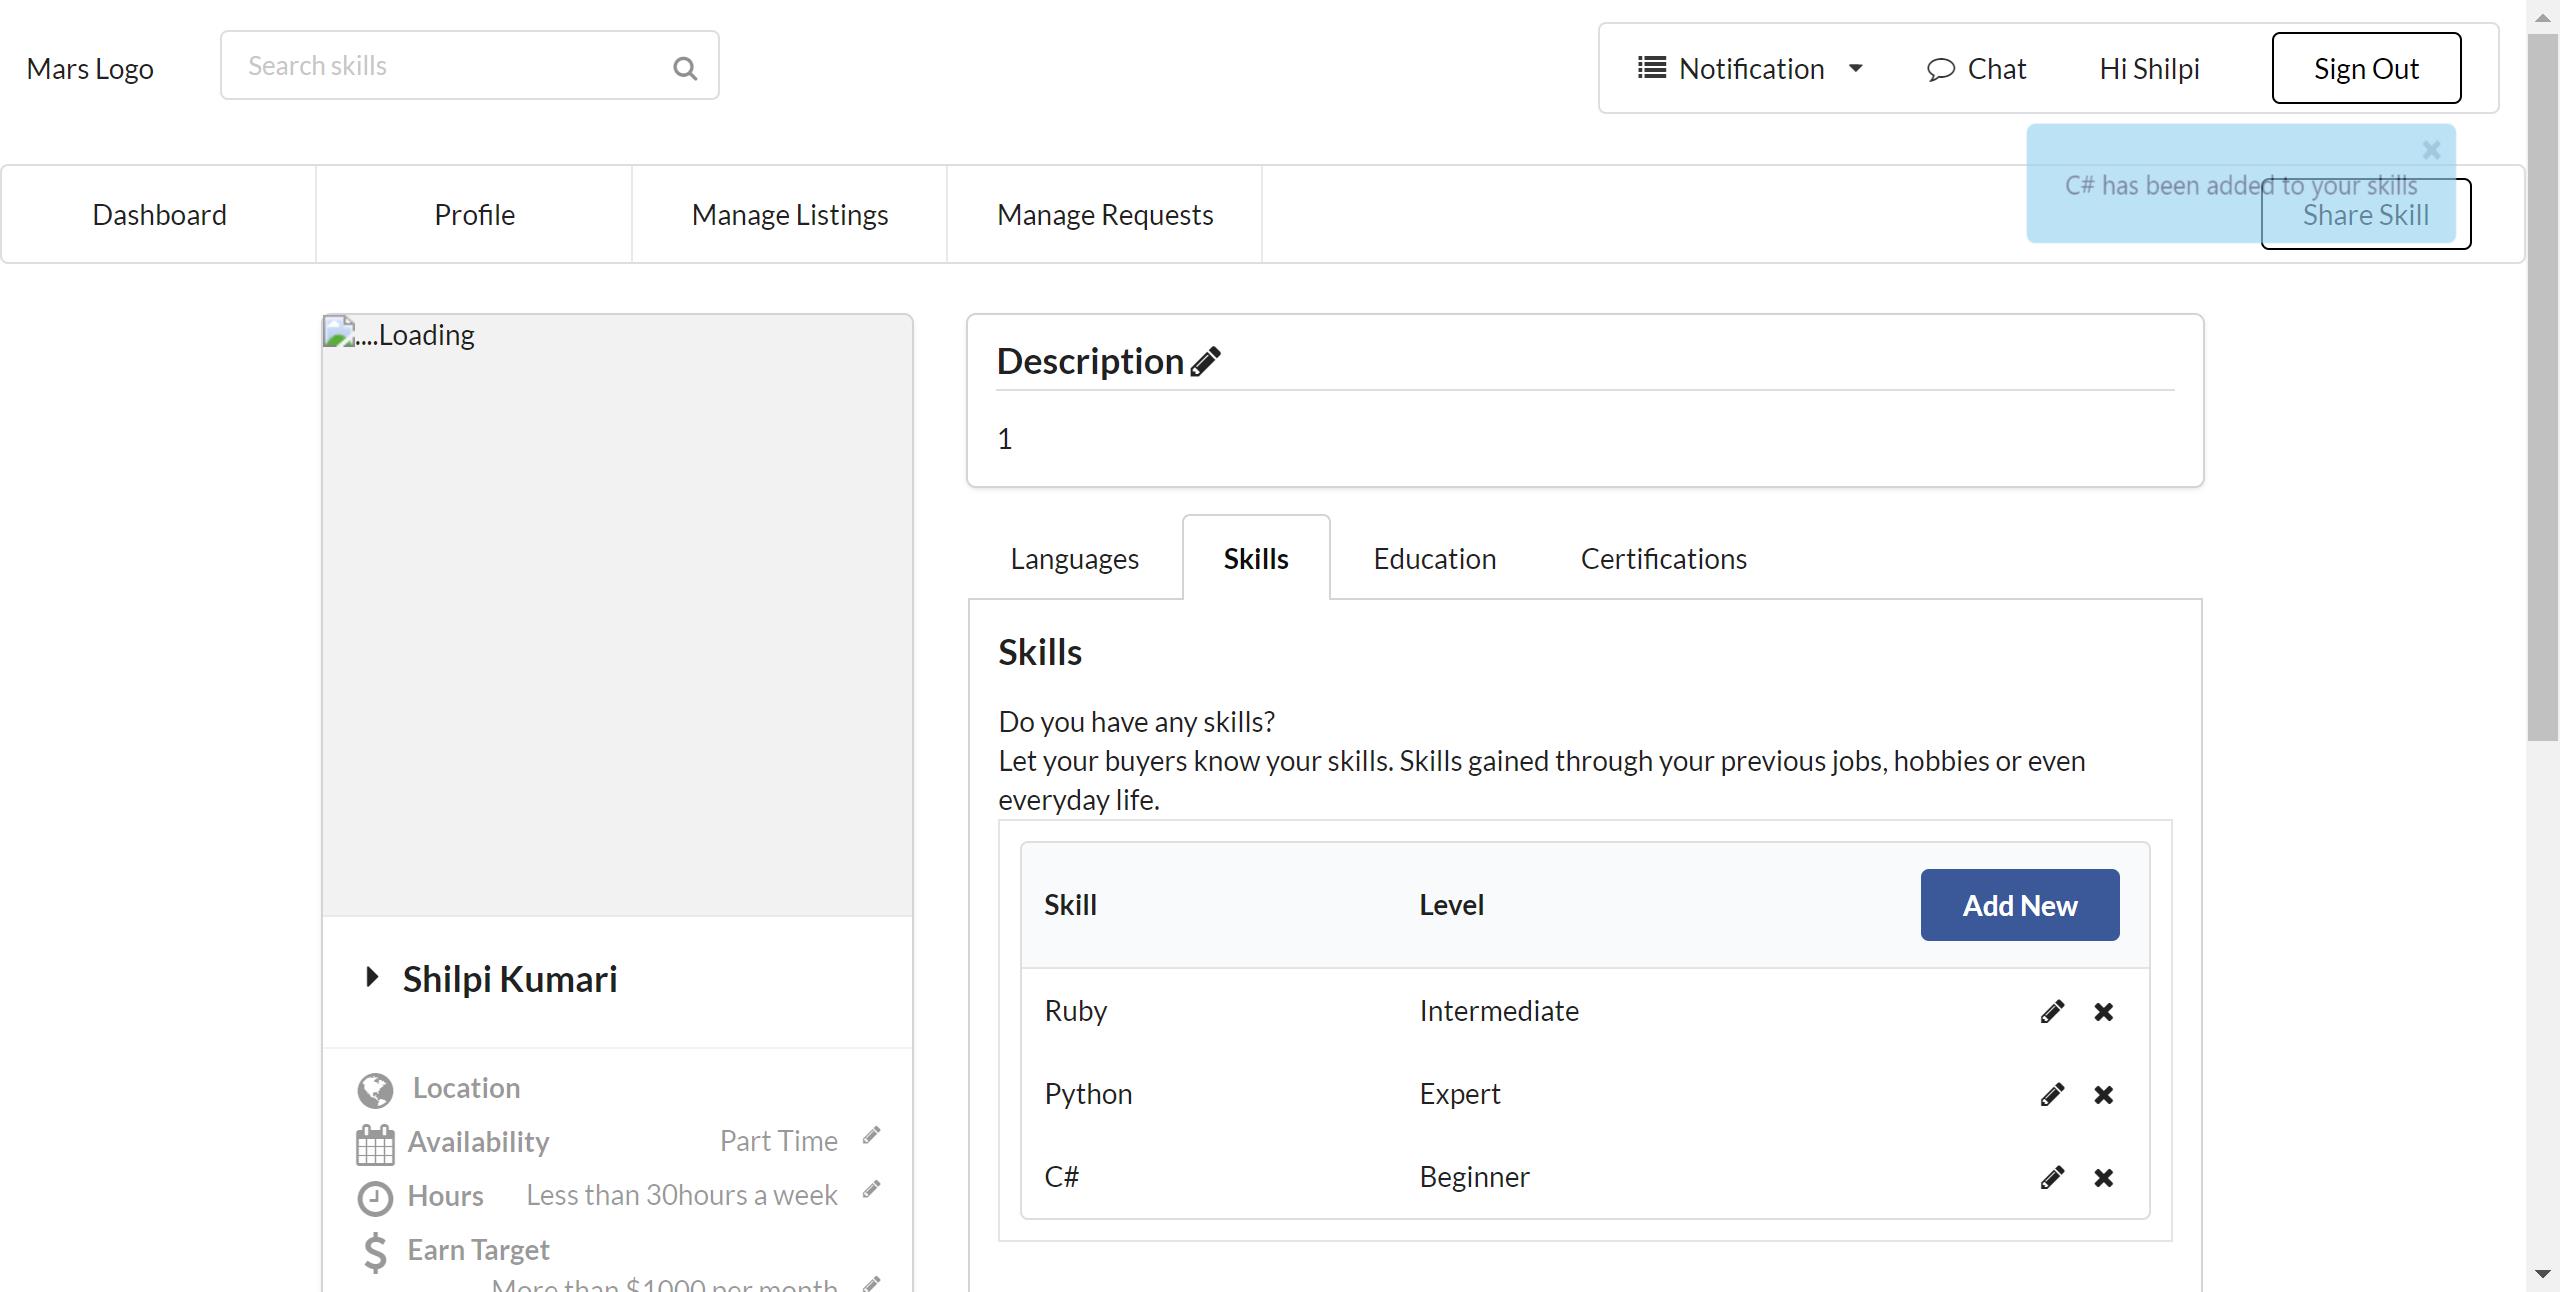 Mars Logo
Search skills
Notification
Chat
Hi Shilpi
Sign Out
C# has been added to your skills
Dashboard
Profile
Manage Listings
Manage Requests
Share Skill
....Loading
Description
1
Languages
Skills
Education
Certifications
Skills
Do you have any skills?
Let your buyers know your skills. Skills gained through your previous jobs, hobbies or even
everyday life.
Skill Level Add New
Ruby Intermediate
Python Expert
C# Beginner
Shilpi Kumari
Location
Availability Part Time
Hours Less than 30hours a week
Earn Target
More than $1000 per month